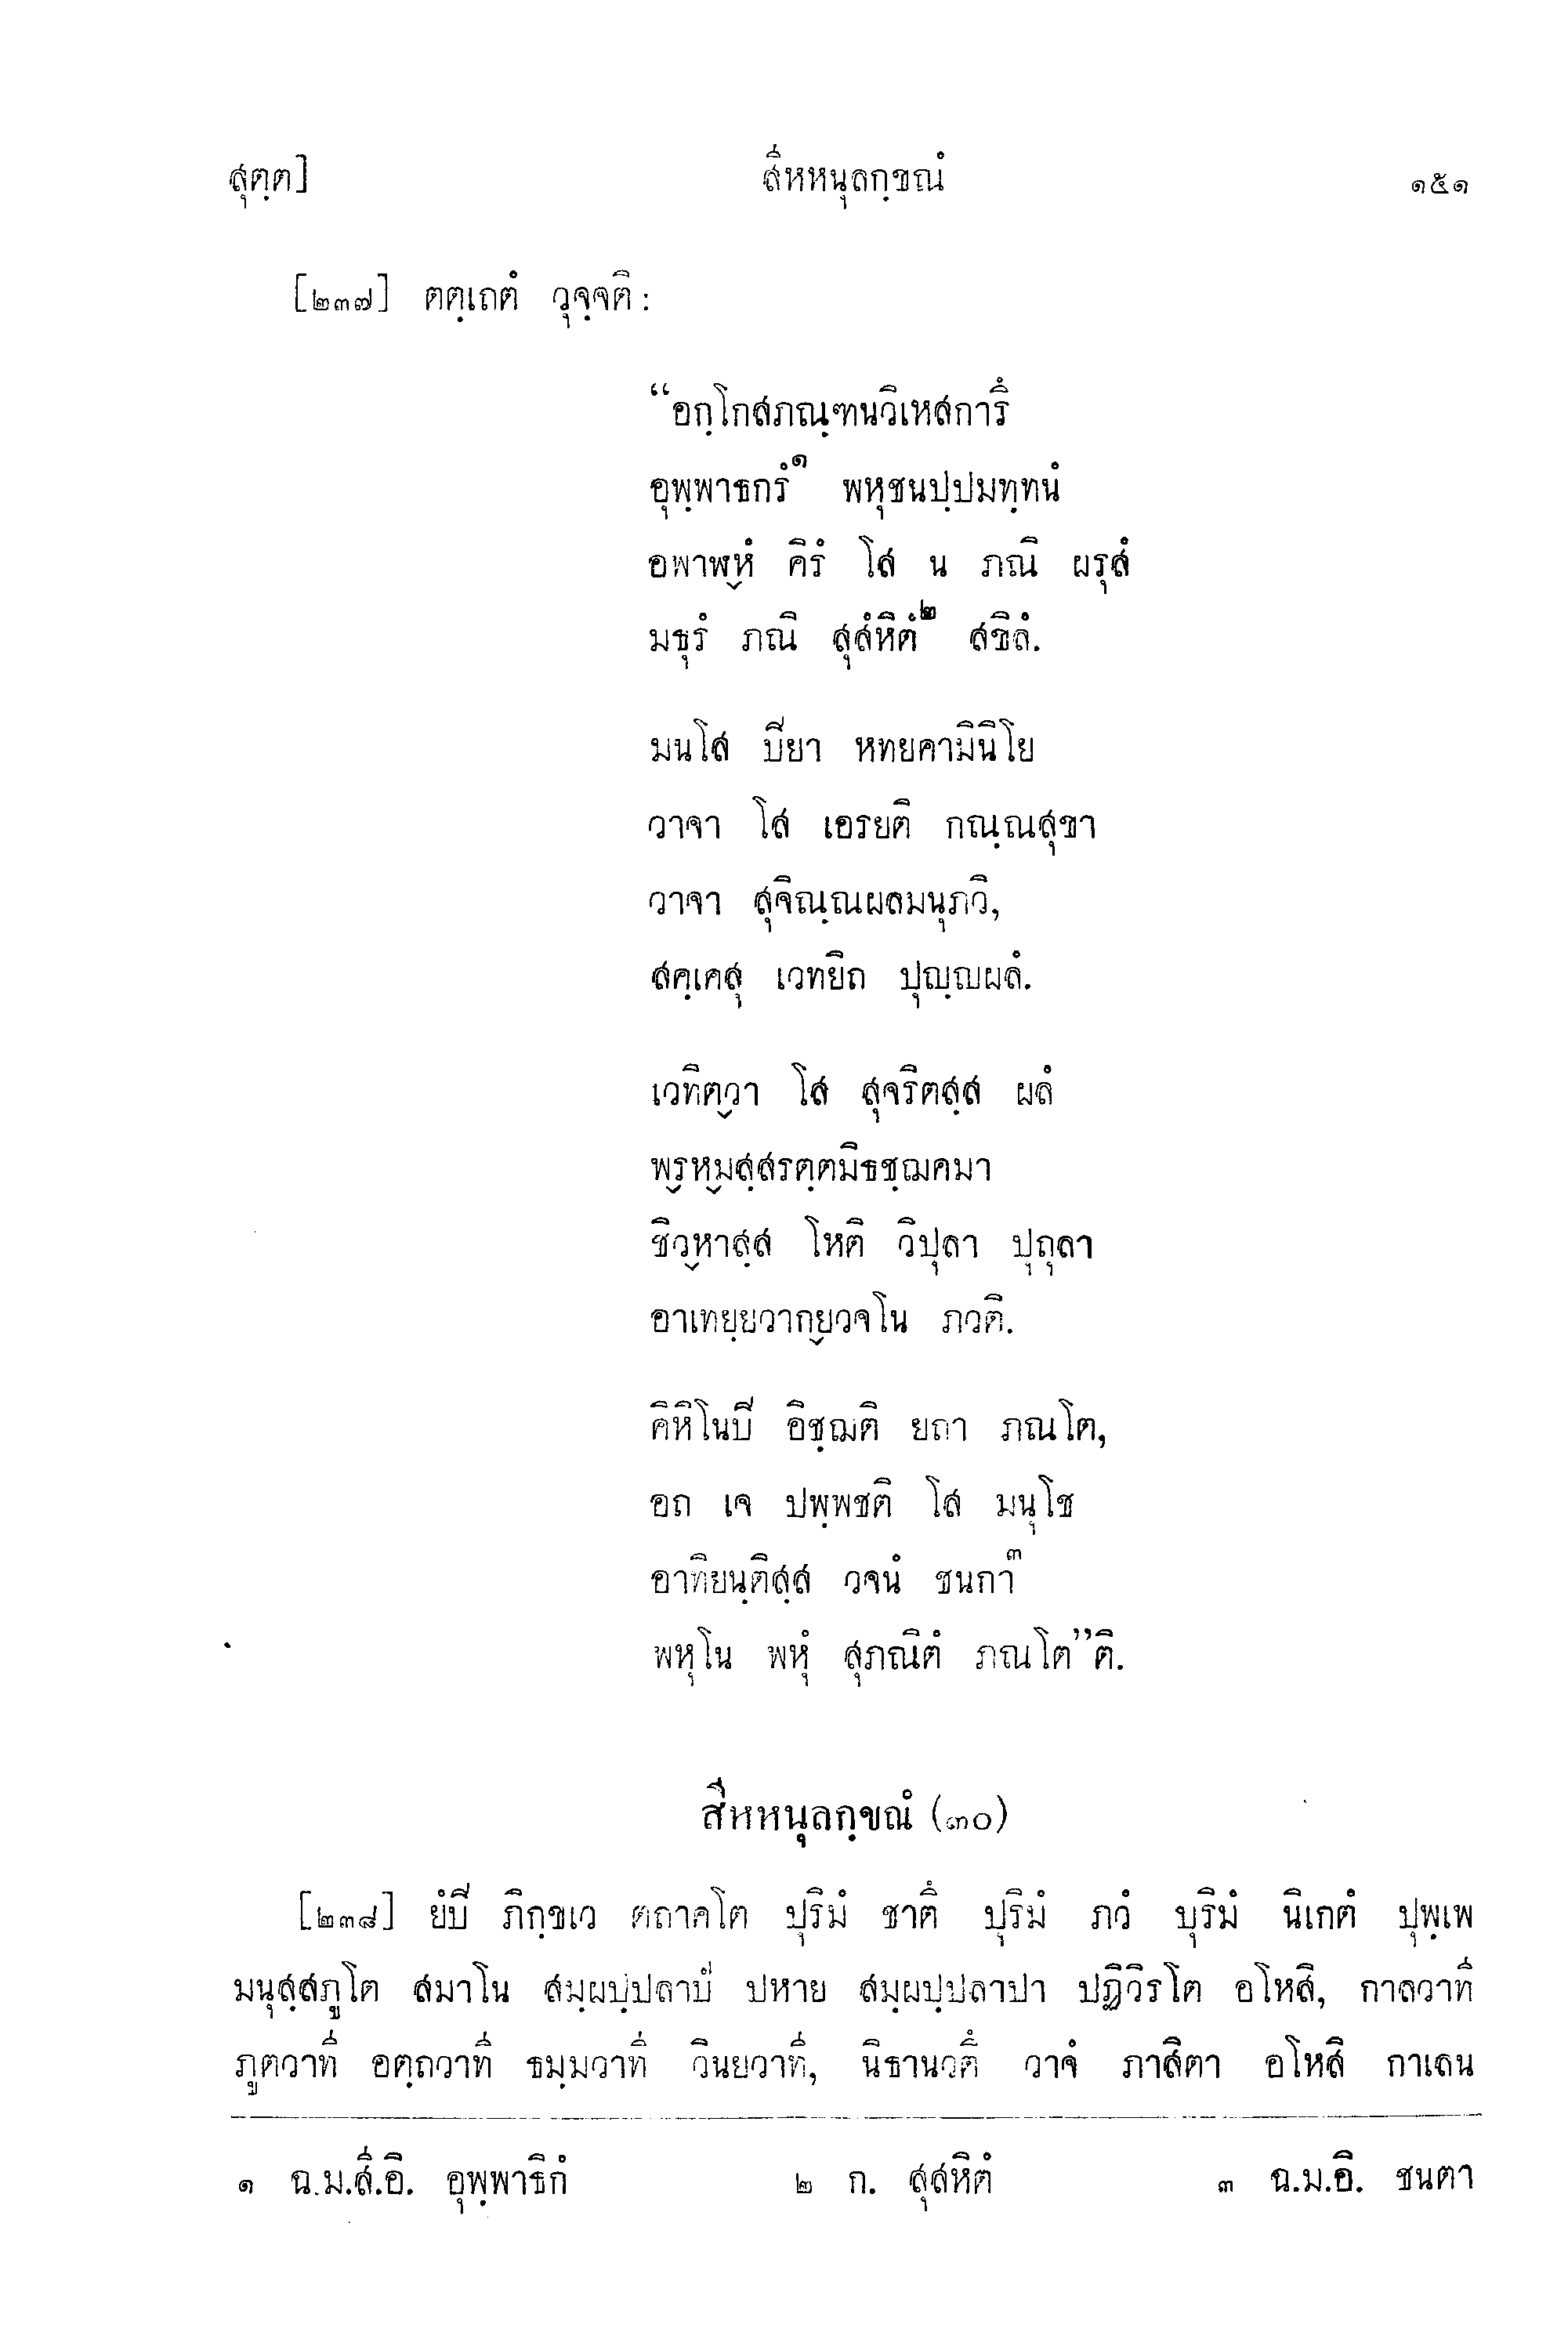 สุตฺต]
สีหหนุลกฺขณํ
๑๕๑
[๒๓๗] ตตฺเถตํ วุจฺจติ :
“อกฺโกสภณฺฑนวิเหสการึ
อุพฺพาธกรํ๑ พหุชนปฺปมทฺทนํ
อพาฬฺหํ คิรํ โส น ภณิ ผรุสํ
มธุรํ ภณิ สุสํหิตํ๒ สขิลํ.
มนโส ปิยา หทยคามินิโย
วาจา โส เอรยติ กณฺณสุขา
วาจา สุจิณฺณผลมนุภวิ,
สคฺเคสุ เวทยิถ ปุญฺญผลํ.
เวทิตฺวา โส สุจริตสฺส ผลํ
พฺรหฺมสฺสรตฺตมิธชฺฌคมา
ชิวฺหาสฺส โหติ วิปุลา ปุถุลา
อาเทยฺยวากฺยวจโน ภวติ.
คิหิโนปิ อิชฺฌติ ยถา ภณโต,
อถ เจ ปพฺพชติ โส มนุโช
อาทิยนฺติสฺส วจนํ ชนกา๓
พหุโน พหุํ สุภณิตํ ภณโต”ติ.
สีหหนุลกฺขณํ (๓๐)
[๒๓๘] ยํปิ ภิกฺขเว ตถาคโต ปุริมํ ชาตึ ปุริมํ ภวํ ปุริมํ นิเกตํ ปุพฺเพ
มนุสฺสภูโต สมาโน สมฺผปฺปลาปํ ปหาย สมฺผปฺปลาปา ปฏิวิรโต อโหสิ, กาลวาที
ภูตวาที อตฺถวาที ธมฺมวาที วินยวาที, นิธานวตึ วาจํ ภาสิตา อโหสิ กาเลน
๑ ฉ.ม.สี.อิ. อุพฺพาธิกํ ๒ ก. สุสหิตํ ๓ ฉ.ม.อิ. ชนตา